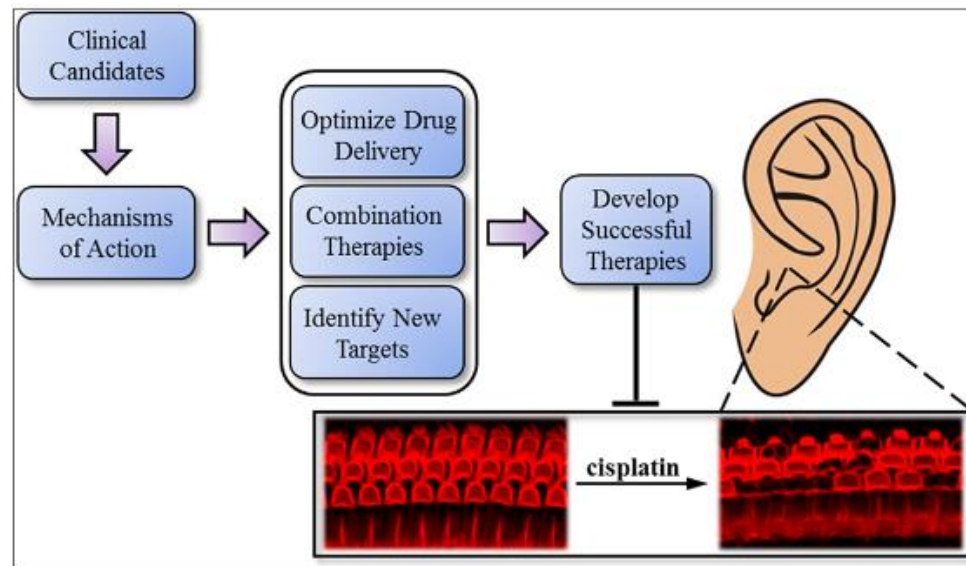 Clinical
Candidates
Mechanisms
of Action
Optimize Drug
Delivery
Combination
Therapies
Identify New
Targets
Develop
Successful
Therapies
cisplatin